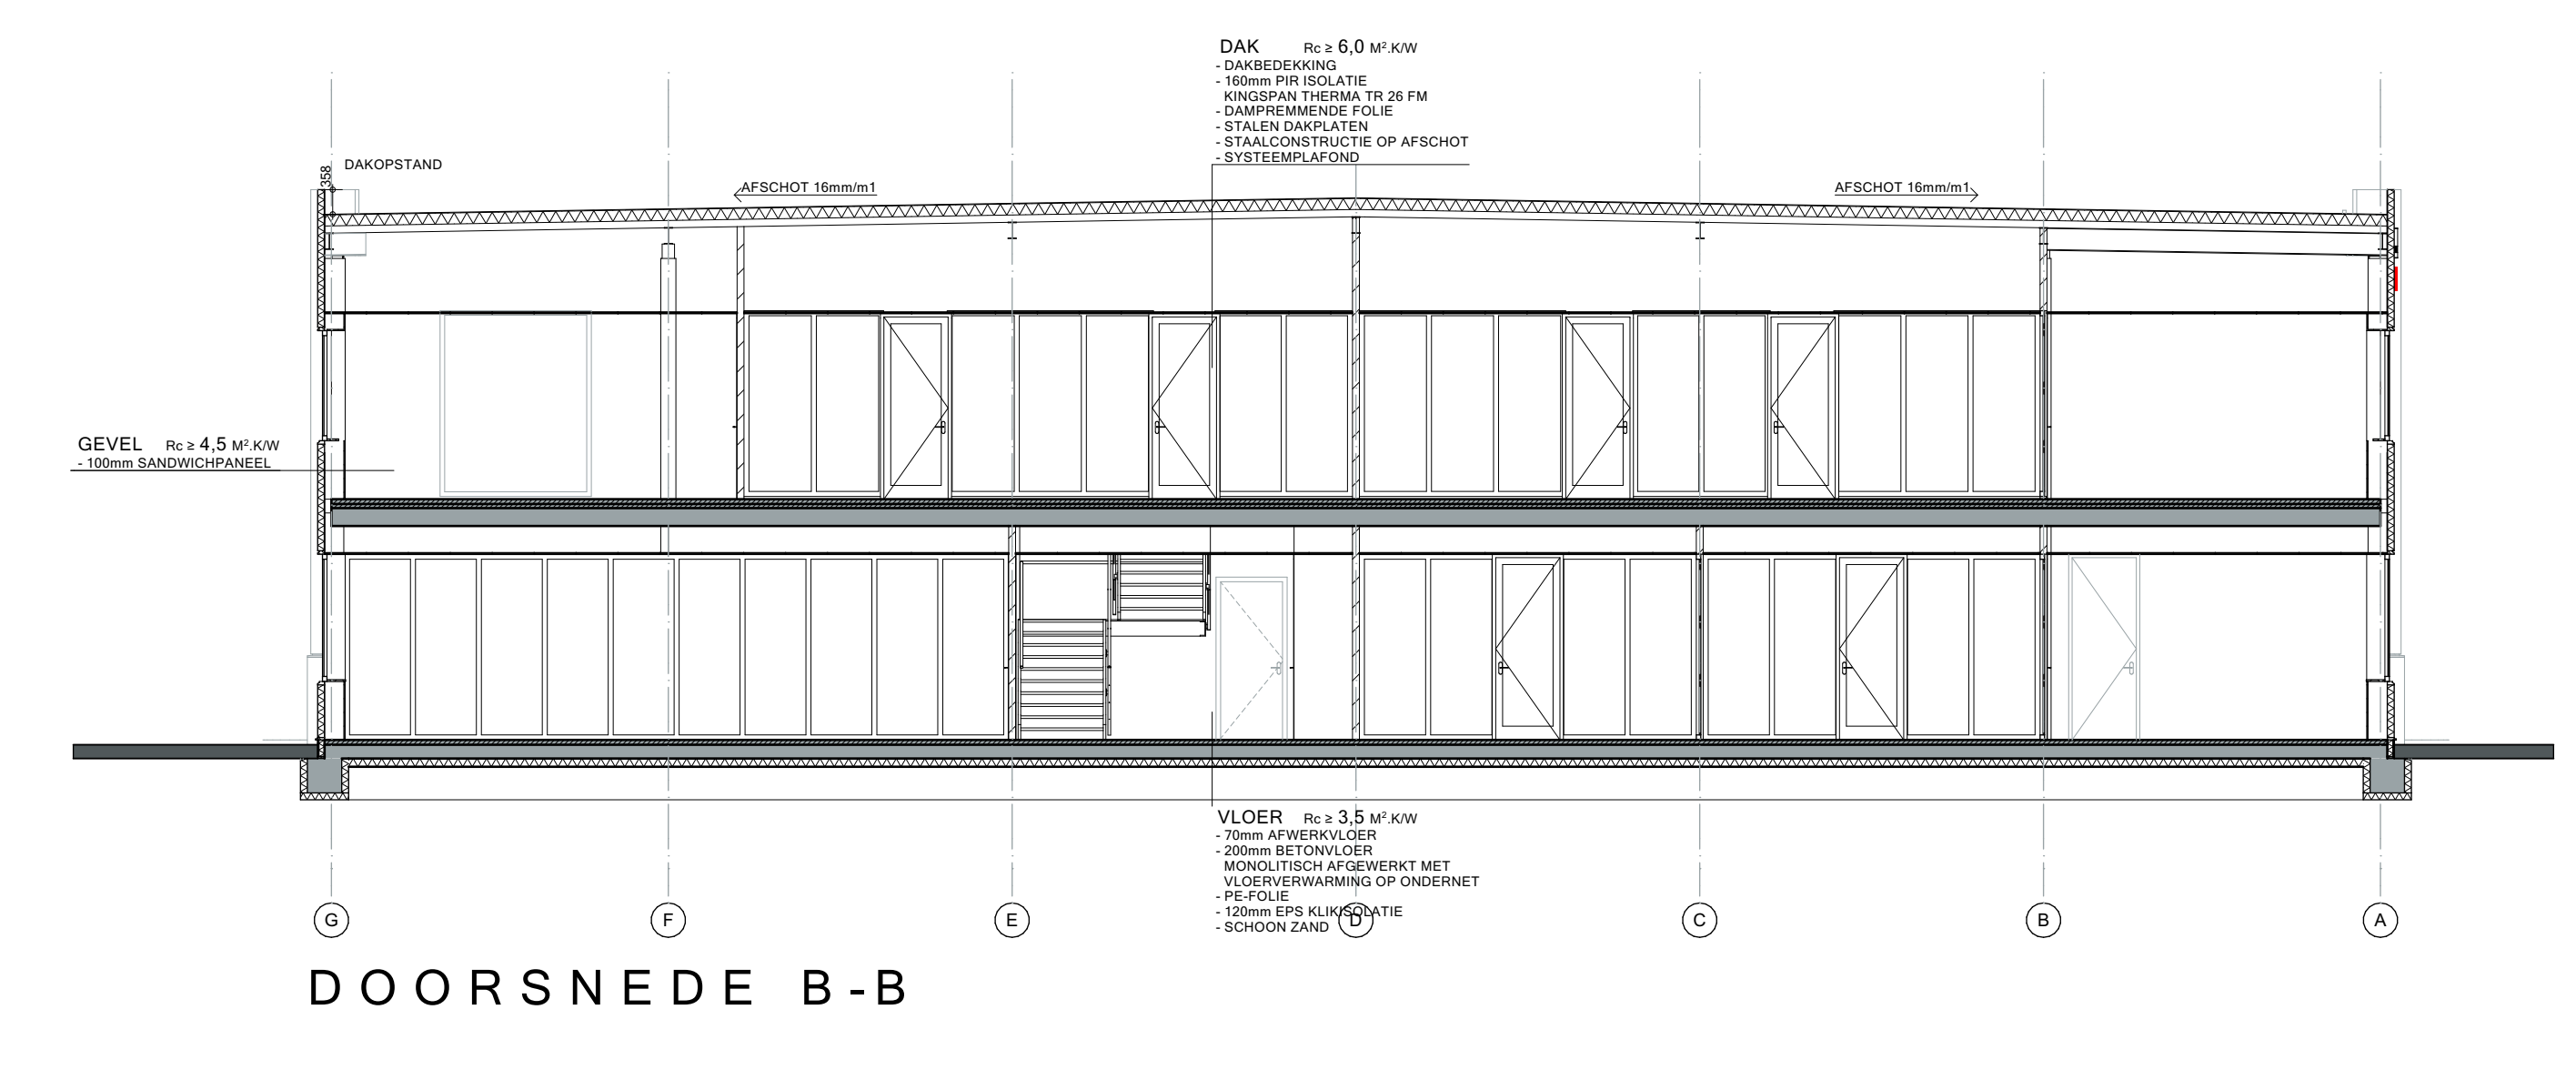 DAK Rc ≥ 6,0 M².K/W
- DAKBEDEKKING
- 160mm PIR ISOLATIE
KINGSPAN THERMA TR 26 FM
- DAMPREMMENDE FOLIE
- STALEN DAKPLATEN
- STAALCONSTRUCTIE OP AFSCHOT
- SYSTEEMPLAFOND
358
DAKOPSTAND
AFSCHOT 16mm/m1
AFSCHOT 16mm/m1
GEVEL Rc ≥ 4,5 M².K/W
- 100mm SANDWICHPANEEL
VLOER Rc ≥ 3,5 M².K/W
- 70mm AFWERKVLOER
- 200mm BETONVLOER
MONOLITISCH AFGEWERKT MET
VLOERVERWARMING OP ONDERNET
- PE-FOLIE
- 120mm EPS KLIKISOLATIE
- SCHOON ZAND
G F E D C B A
DOORSNEDE B-B